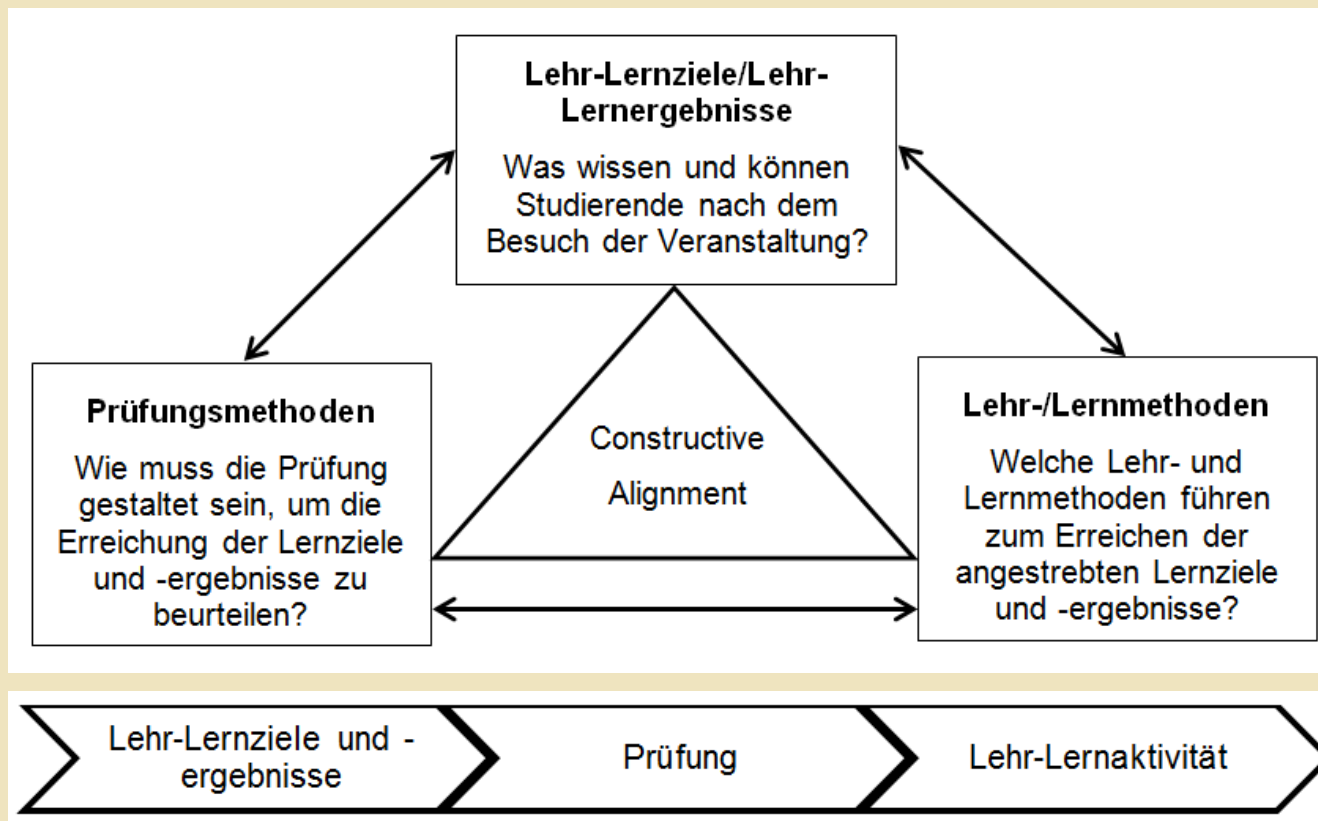 Lehr-Lernziele/Lehr-
Lernergebnisse
Was wissen und können
Studierende nach dem
Besuch der Veranstaltung?
Prüfungsmethoden
Wie muss die Prüfung
gestaltet sein, um die
Erreichung der Lernziele
und -ergebnisse zu
beurteilen?
Constructive
Alignment
Lehr-/Lernmethoden
Welche Lehr- und
Lernmethoden führen
zum Erreichen der
angestrebten Lernziele
und -ergebnisse?
Lehr-Lernziele und -
ergebnisse
Prüfung
Lehr-Lernaktivität